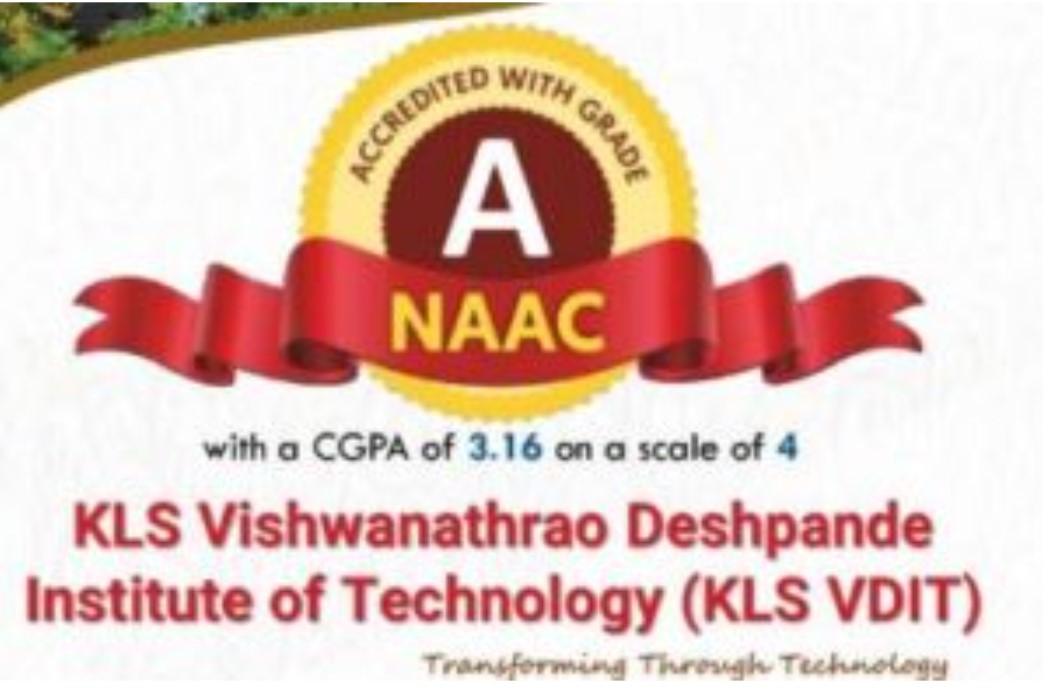 ACCREDITED WITH GRADE
A
NAAC
with a CGPA of 3.16 on a scale of 4
KLS Vishwanathrao Deshpande
Institute of Technology (KLS VDIT)
Transforming Through Technology